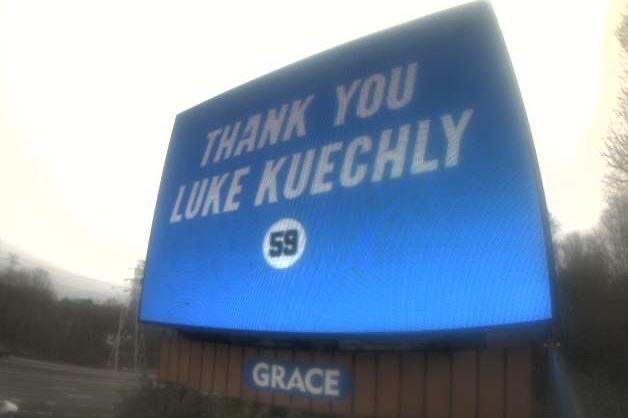 THANK YOU
LUKE KUECHLY
59
GRACE